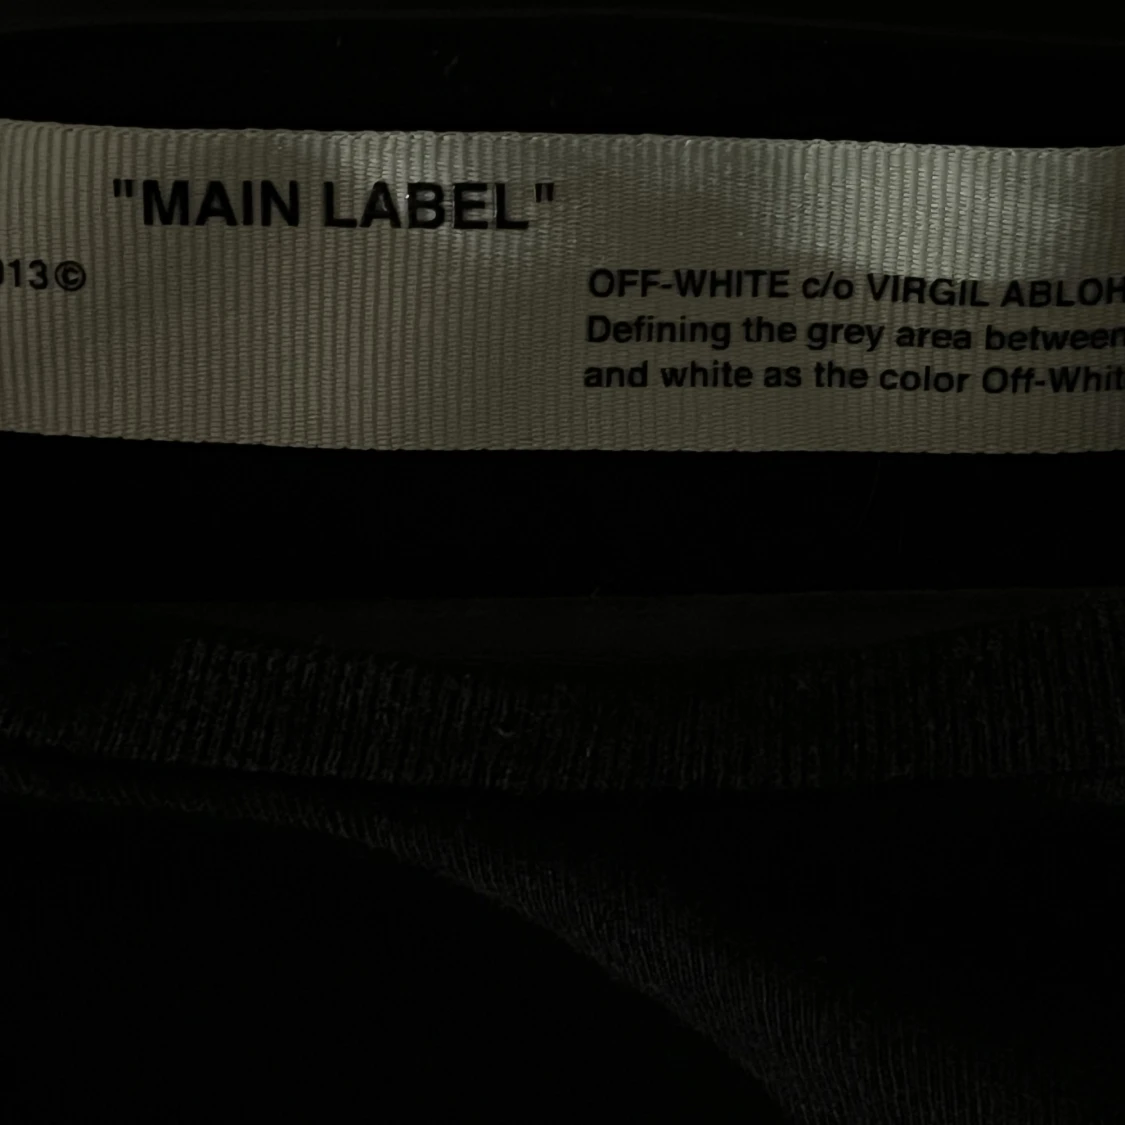 "MAIN LABEL"
013©
OFF-WHITE c/o VIRGIL ABLOH
Defining the grey area between
and white as the color Off-Whit